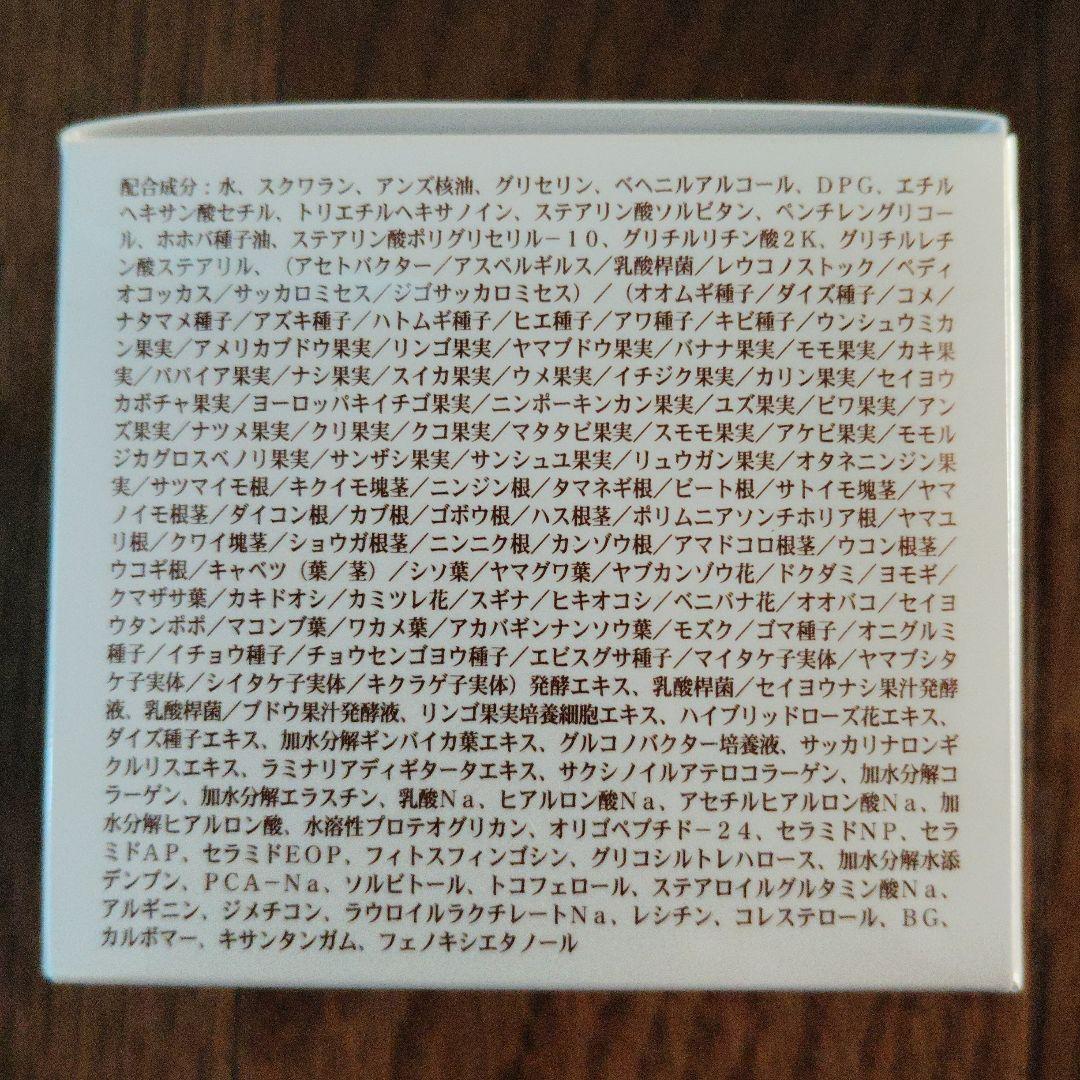 配合成分：水、スクワラン、アンズ核油、グリセリン、ベヘニルアルコール、ＤＰＧ、エチル
ヘキサン酸セチル、トリエチルヘキサノイン、ステアリン酸ソルビタン、ペンチレングリコー
ル、ホホバ種子油、ステアリン酸ポリグリセリル－１０、グリチルリチン酸２Ｋ、グリチルレチ
ン酸ステアリル、（アセトバクター／アスペルギルス／乳酸桿菌／レウコノストック／ペディ
オコッカス／サッカロミセス／ジゴサッカロミセス）／（オオムギ種子／ダイズ種子／コメ／
ナタマメ種子／アズキ種子／ハトムギ種子／ヒエ種子／アワ種子／キビ種子／ウンシュウミカ
ン果実／アメリカブドウ果実／リンゴ果実／ヤマブドウ果実／バナナ果実／モモ果実／カキ果
実／パパイア果実／ナシ果実／スイカ果実／ウメ果実／イチジク果実／カリン果実／セイヨウ
カボチャ果実／ヨーロッパキイチゴ果実／ニンポーキンカン果実／ユズ果実／ビワ果実／アン
ズ果実／ナツメ果実／クリ果実／クコ果実／マタタビ果実／スモモ果実／アケビ果実／モモル
ジカグロスベノリ果実／サンザシ果実／サンシュユ果実／リュウガン果実／オタネニンジン果
実／サツマイモ根／キクイモ塊茎／ニンジン根／タマネギ根／ビート根／サトイモ塊茎／ヤマ
ノイモ根茎／ダイコン根／カブ根／ゴボウ根／ハス根茎／ポリムニアソンチホリア根／ヤマユ
リ根／クワイ塊茎／ショウガ根茎／ニンニク根／カンゾウ根／アマドコロ根茎／ウコン根茎／
ウコギ根／キャベツ（葉／茎）／シソ葉／ヤマグワ葉／ヤブカンゾウ花／ドクダミ／ヨモギ／
クマザサ葉／カキドオシ／カミツレ花／スギナ／ヒキオコシ／ベニバナ花／オオバコ／セイヨ
ウタンポポ／マコンブ葉／ワカメ葉／アカバギンナンソウ葉／モズク／ゴマ種子／オニグルミ
種子／イチョウ種子／チョウセンゴヨウ種子／エビスグサ種子／マイタケ子実体／ヤマブシタ
ケ子実体／シイタケ子実体／キクラゲ子実体）発酵エキス、乳酸桿菌／セイヨウナシ果汁発酵
液、乳酸桿菌／ブドウ果汁発酵液、リンゴ果実培養細胞エキス、ハイブリッドローズ花エキス、
ダイズ種子エキス、加水分解ギンバイカ葉エキス、グルコノバクター培養液、サッカリナロンギ
クルリスエキス、ラミナリアディギタータエキス、サクシノイルアテロコラーゲン、加水分解コ
ラーゲン、加水分解エラスチン、乳酸Ｎａ、ヒアルロン酸Ｎａ、アセチルヒアルロン酸Ｎａ、加
水分解ヒアルロン酸、水溶性プロテオグリカン、オリゴペプチド－２４、セラミドＮＰ、セラ
ミドＡＰ、セラミドＥＯＰ、フィトスフィンゴシン、グリコシルトレハロース、加水分解水添
デンプン、ＰＣＡ－Ｎａ、ソルビトール、トコフェロール、ステアロイルグルタミン酸Ｎａ、
アルギニン、ジメチコン、ラウロイルラクチレートＮａ、レシチン、コレステロール、ＢＧ、
カルボマー、キサンタンガム、フェノキシエタノール